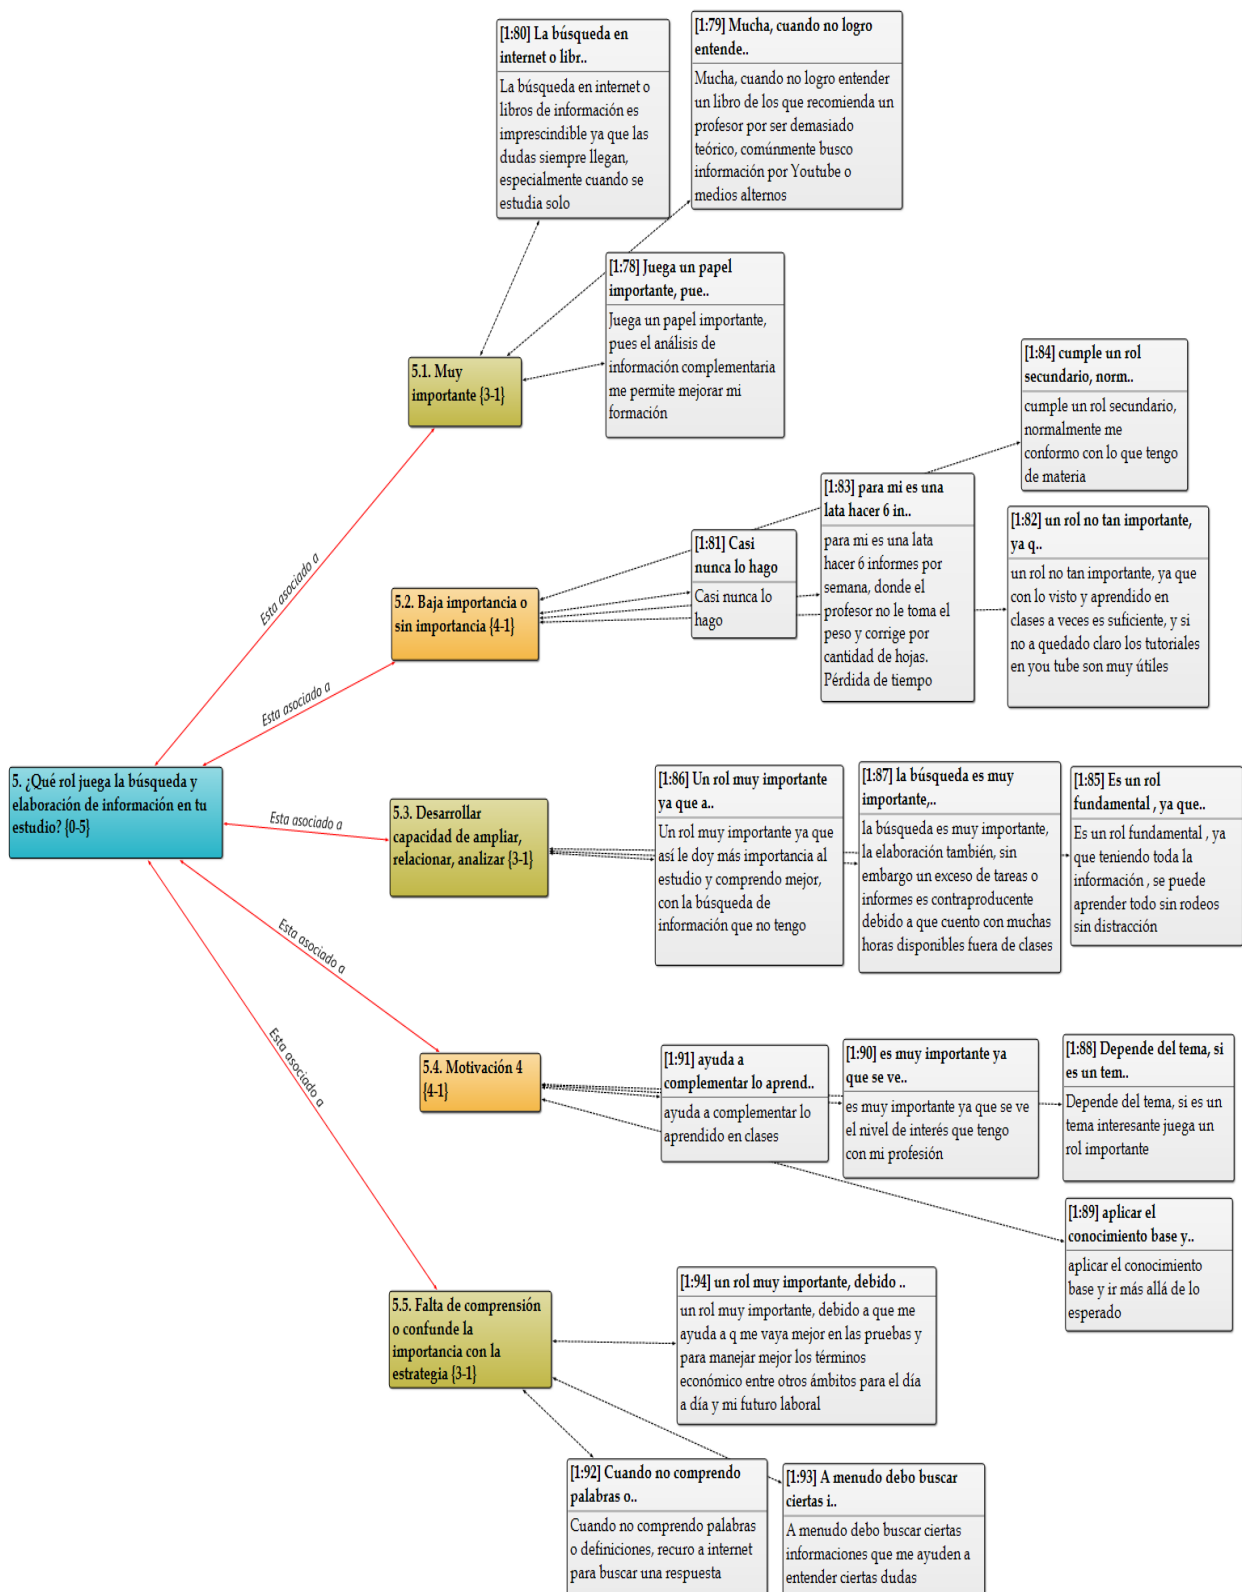 [1:80] La búsqueda en
internet o libr..
La búsqueda en internet o
libros de información es
imprescindible ya que las
dudas siempre llegan,
especialmente cuando se
estudia solo
[1:79] Mucha, cuando no logro
entende..
Mucha, cuando no logro entender
un libro de los que recomienda un
profesor por ser demasiado
teórico, comúnmente busco
información por Youtube o
medios alternos
[1:78] Juega un papel
importante, pue..
Juega un papel importante,
pues el análisis de
información complementaria
me permite mejorar mi
formación
5.1. Muy
importante {3-1}
[1:84] cumple un rol
secundario, norm..
cumple un rol secundario,
normalmente me
conformo con lo que tengo
de materia
[1:83] para mi es una
lata hacer 6 in..
para mi es una lata
hacer 6 informes por
semana, donde el
profesor no le toma el
peso y corrige por
cantidad de hojas.
Pérdida de tiempo
[1:81] Casi
nunca lo hago
Casi nunca lo
hago
[1:82] un rol no tan importante,
ya q..
un rol no tan importante, ya que
con lo visto y aprendido en
clases a veces es suficiente, y si
no a quedado claro los tutoriales
en you tube son muy útiles
5.2. Baja importancia o
sin importancia {4-1}
Esta asociado a
Esta asociado a
5. ¿Qué rol juega la búsqueda y
elaboración de información en tu
estudio? {0-5}
Esta asociado a
5.3. Desarrollar
capacidad de ampliar,
relacionar, analizar {3-1}
[1:86] Un rol muy importante
ya que a..
Un rol muy importante ya que
así le doy más importancia al
estudio y comprendo mejor,
con la búsqueda de
información que no tengo
[1:87] la búsqueda es muy
importante,..
la búsqueda es muy importante,
la elaboración también, sin
embargo un exceso de tareas o
informes es contraproducente
debido a que cuento con muchas
horas disponibles fuera de clases
[1:85] Es un rol
fundamental , ya que..
Es un rol fundamental , ya
que teniendo toda la
información , se puede
aprender todo sin rodeos
sin distracción
Esta asociado a
Esta asociado a
5.4. Motivación 4
{4-1}
[1:91] ayuda a
complementar lo aprend..
ayuda a complementar lo
aprendido en clases
[1:90] es muy importante ya
que se ve..
es muy importante ya que se ve
el nivel de interés que tengo
con mi profesión
[1:88] Depende del tema, si
es un tem..
Depende del tema, si es un
tema interesante juega un
rol importante
[1:89] aplicar el
conocimiento base y..
aplicar el conocimiento
base y ir más allá de lo
esperado
5.5. Falta de comprensión
o confunde la
importancia con la
estrategia {3-1}
[1:94] un rol muy importante, debido ..
un rol muy importante, debido a que me
ayuda a q me vaya mejor en las pruebas y
para manejar mejor los términos
económico entre otros ámbitos para el día
a día y mi futuro laboral
[1:92] Cuando no comprendo
palabras o..
Cuando no comprendo palabras
o definiciones, recuro a internet
para buscar una respuesta
[1:93] A menudo debo buscar
ciertas i..
A menudo debo buscar ciertas
informaciones que me ayuden a
entender ciertas dudas